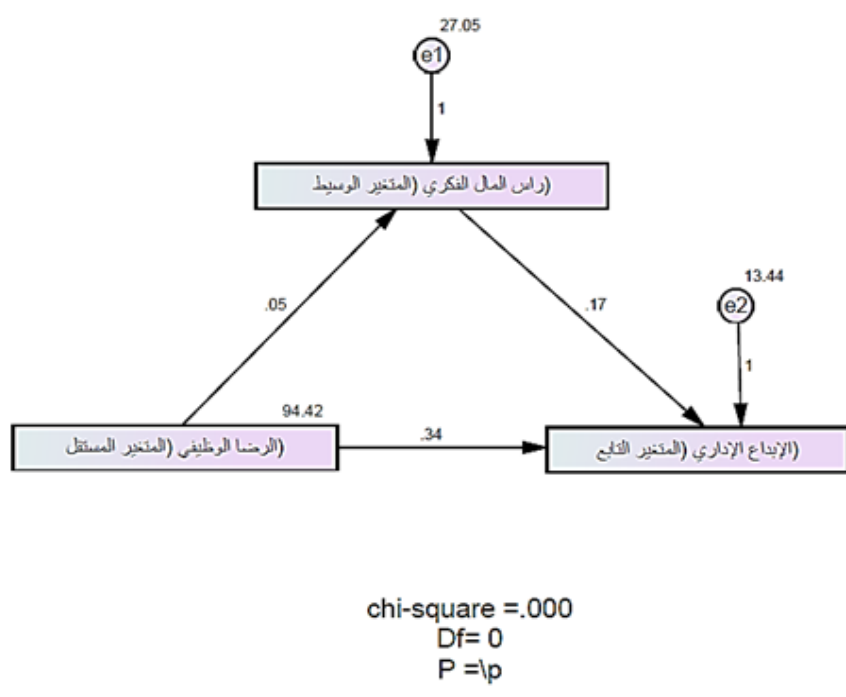 27.05
e1
1
(راس المال الفكري (المتغير الوسيط
.05
.17
13.44
e2
1
94.42
(الرضا الوظيفي (المتغير المستقل
.34
(الإبداع الإداري (المتغير التابع
chi-square =.000
Df= 0
P =\p